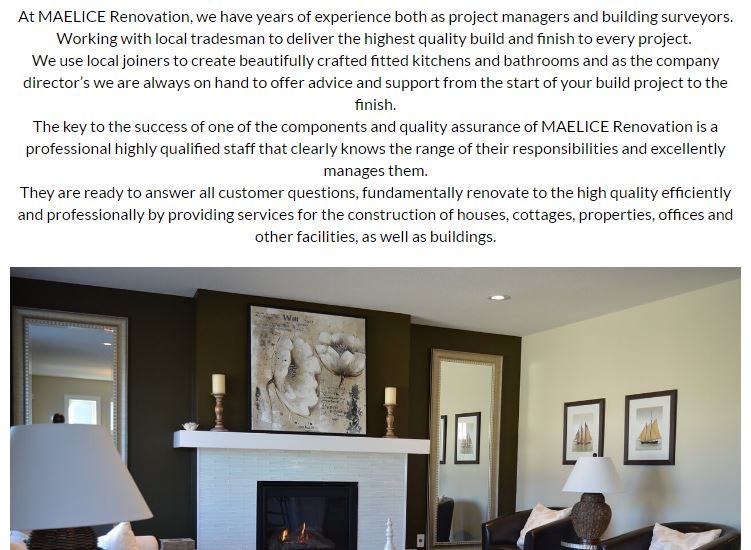 At MAELICE Renovation, we have years of experience both as project managers and building surveyors.
Working with local tradesman to deliver the highest quality build and finish to every project.
We use local joiners to create beautifully crafted fitted kitchens and bathrooms and as the company
director's we are always on hand to offer advice and support from the start of your build project to the
finish.
The key to the success of one of the components and quality assurance of MAELICE Renovation is a
professional highly qualified staff that clearly knows the range of their responsibilities and excellently
manages them.
They are ready to answer all customer questions, fundamentally renovate to the high quality efficiently
and professionally by providing services for the construction of houses, cottages, properties, offices and
other facilities, as well as buildings.
Will